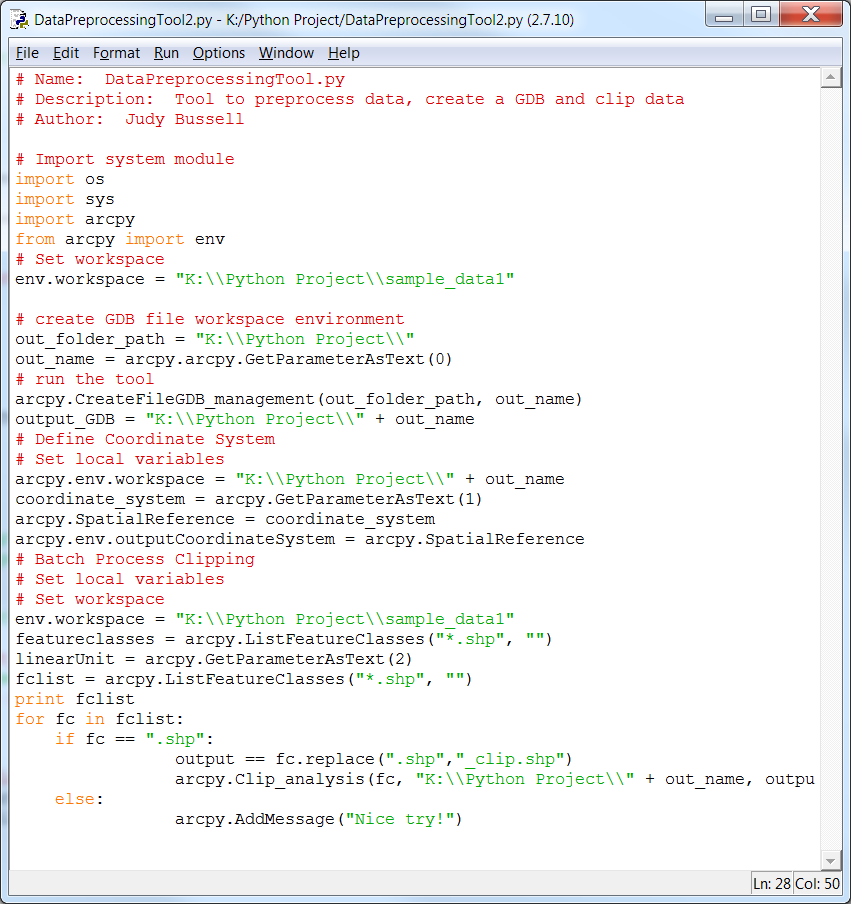 DataPreprocessingTool2.py - K:/Python Project/DataPreprocessingTool2.py (2.7.10)
File Edit Format Run Options Window Help
# Name:  DataPreprocessingTool.py
# Description:  Tool to preprocess data, create a GDB and clip data
# Author:  Judy Bussell
# Import system module
import os
import sys
import arcpy
from arcpy import env
# Set workspace
env.workspace = "K:\\Python Project\\sample_data1"
# create GDB file workspace environment
out_folder_path = "K:\\Python Project\\"
out_name = arcpy.arcpy.GetParameterAsText(0)
# run the tool
arcpy.CreateFileGDB_management(out_folder_path, out_name)
output_GDB = "K:\\Python Project\\" + out_name
# Define Coordinate System
# Set local variables
arcpy.env.workspace = "K:\\Python Project\\" + out_name
coordinate_system = arcpy.GetParameterAsText(1)
arcpy.SpatialReference = coordinate_system
arcpy.env.outputCoordinateSystem = arcpy.SpatialReference
# Batch Process Clipping
# Set local variables
# Set workspace
env.workspace = "K:\\Python Project\\sample_data1"
featureclasses = arcpy.ListFeatureClasses("*.shp", "")
linearUnit = arcpy.GetParameterAsText(2)
fclist = arcpy.ListFeatureClasses("*.shp", "")
print fclist
for fc in fclist:
    if fc == ".shp":
                output == fc.replace(".shp","_clip.shp")
                arcpy.Clip_analysis(fc, "K:\\Python Project\\" + out_name, outpu
    else:
                arcpy.AddMessage("Nice try!")
Ln: 28 Col: 50